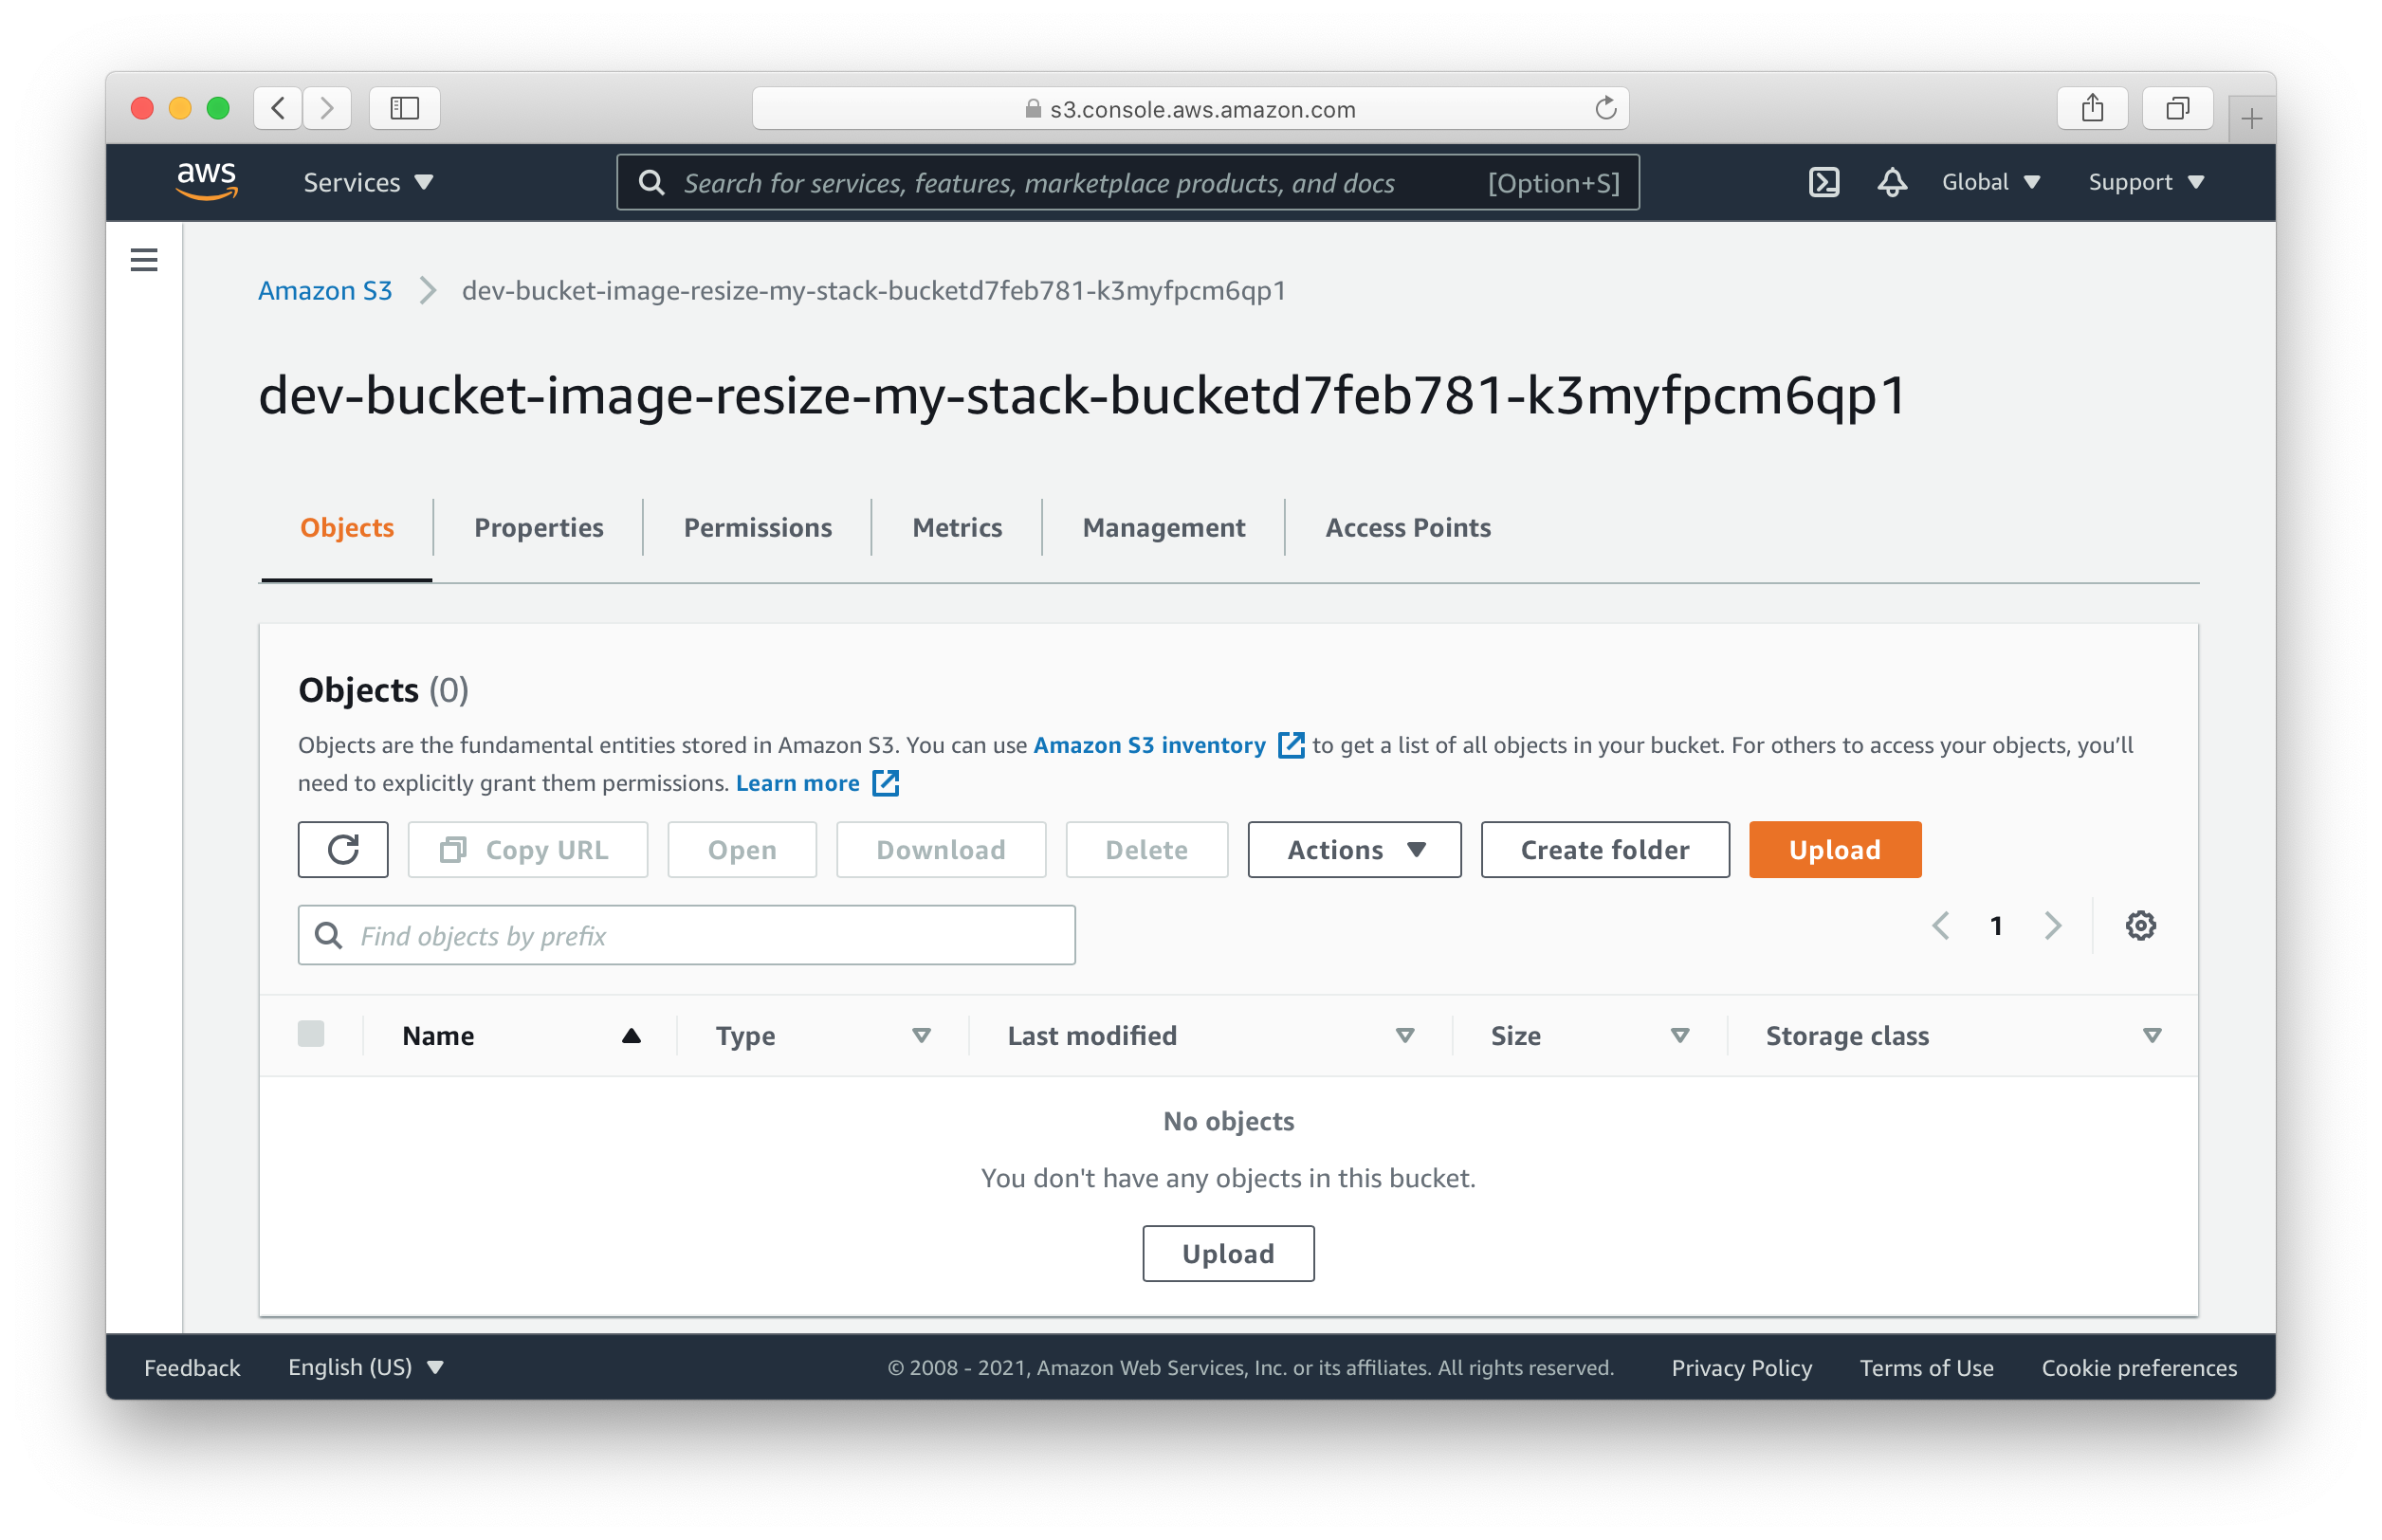 s3.console.aws.amazon.com
aws Services Search for services, features, marketplace products, and docs [Option+S] Global Support
Amazon S3 dev-bucket-image-resize-my-stack-bucketd7feb781-k3myfpcm6qp1
dev-bucket-image-resize-my-stack-bucketd7feb781-k3myfpcm6qp1
Objects Properties Permissions Metrics Management Access Points
Objects (0)
Objects are the fundamental entities stored in Amazon S3. You can use Amazon S3 inventory to get a list of all objects in your bucket. For others to access your objects, you'll
need to explicitly grant them permissions. Learn more
Copy URL Open Download Delete Actions Create folder Upload
Find objects by prefix 1
Name Type Last modified Size Storage class
No objects
You don't have any objects in this bucket.
Upload
Feedback English (US) © 2008 - 2021, Amazon Web Services, Inc. or its affiliates. All rights reserved. Privacy Policy Terms of Use Cookie preferences